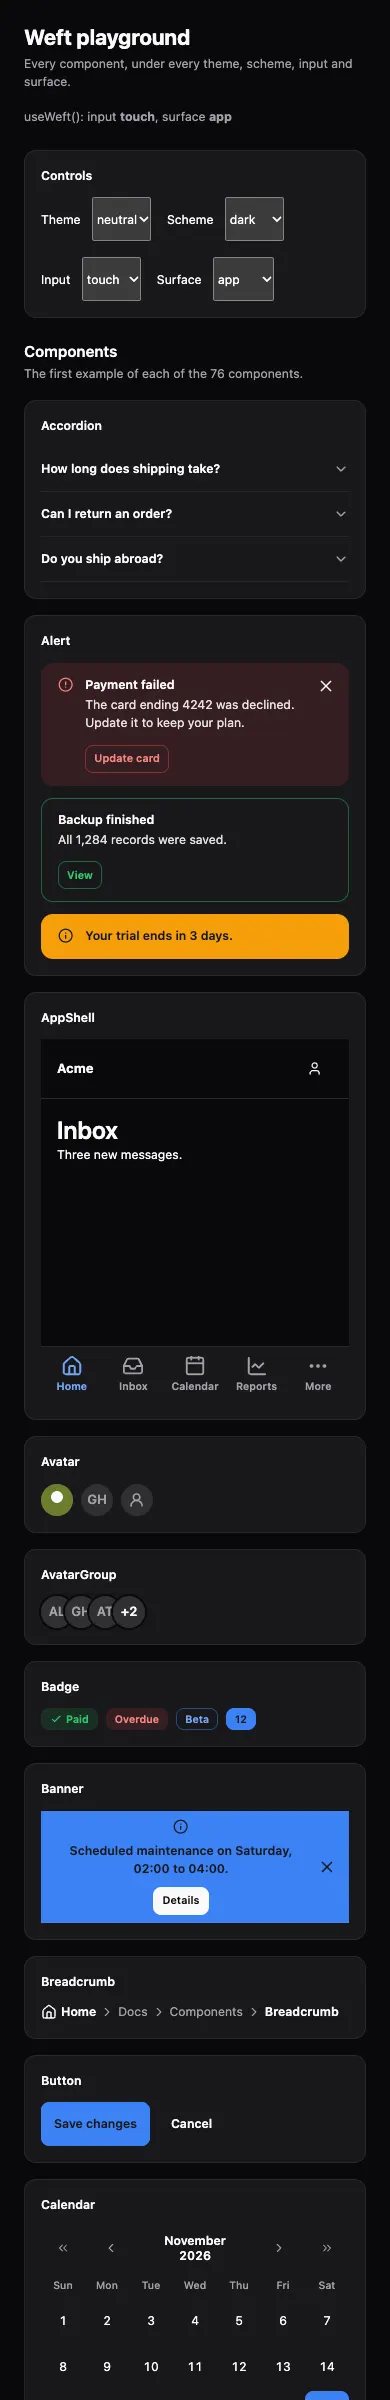 Weft playground
Every component, under every theme, scheme, input and
surface.
useWeft(): input touch, surface app
Controls
Theme neutral Scheme dark
Input touch Surface app
Components
The first example of each of the 76 components.
Accordion
How long does shipping take?
Can I return an order?
Do you ship abroad?
Alert
Payment failed
The card ending 4242 was declined.
Update it to keep your plan.
Update card
Backup finished
All 1,284 records were saved.
View
Your trial ends in 3 days.
AppShell
Acme
Inbox
Three new messages.
Home Inbox Calendar Reports More
Avatar
GH
AvatarGroup
AL GH AT +2
Badge
Paid Overdue Beta 12
Banner
Scheduled maintenance on Saturday,
02:00 to 04:00.
Details
Breadcrumb
Home Docs Components Breadcrumb
Button
Save changes Cancel
Calendar
« ‹ November › »
2026
Sun Mon Tue Wed Thu Fri Sat
1 2 3 4 5 6 7
8 9 10 11 12 13 14